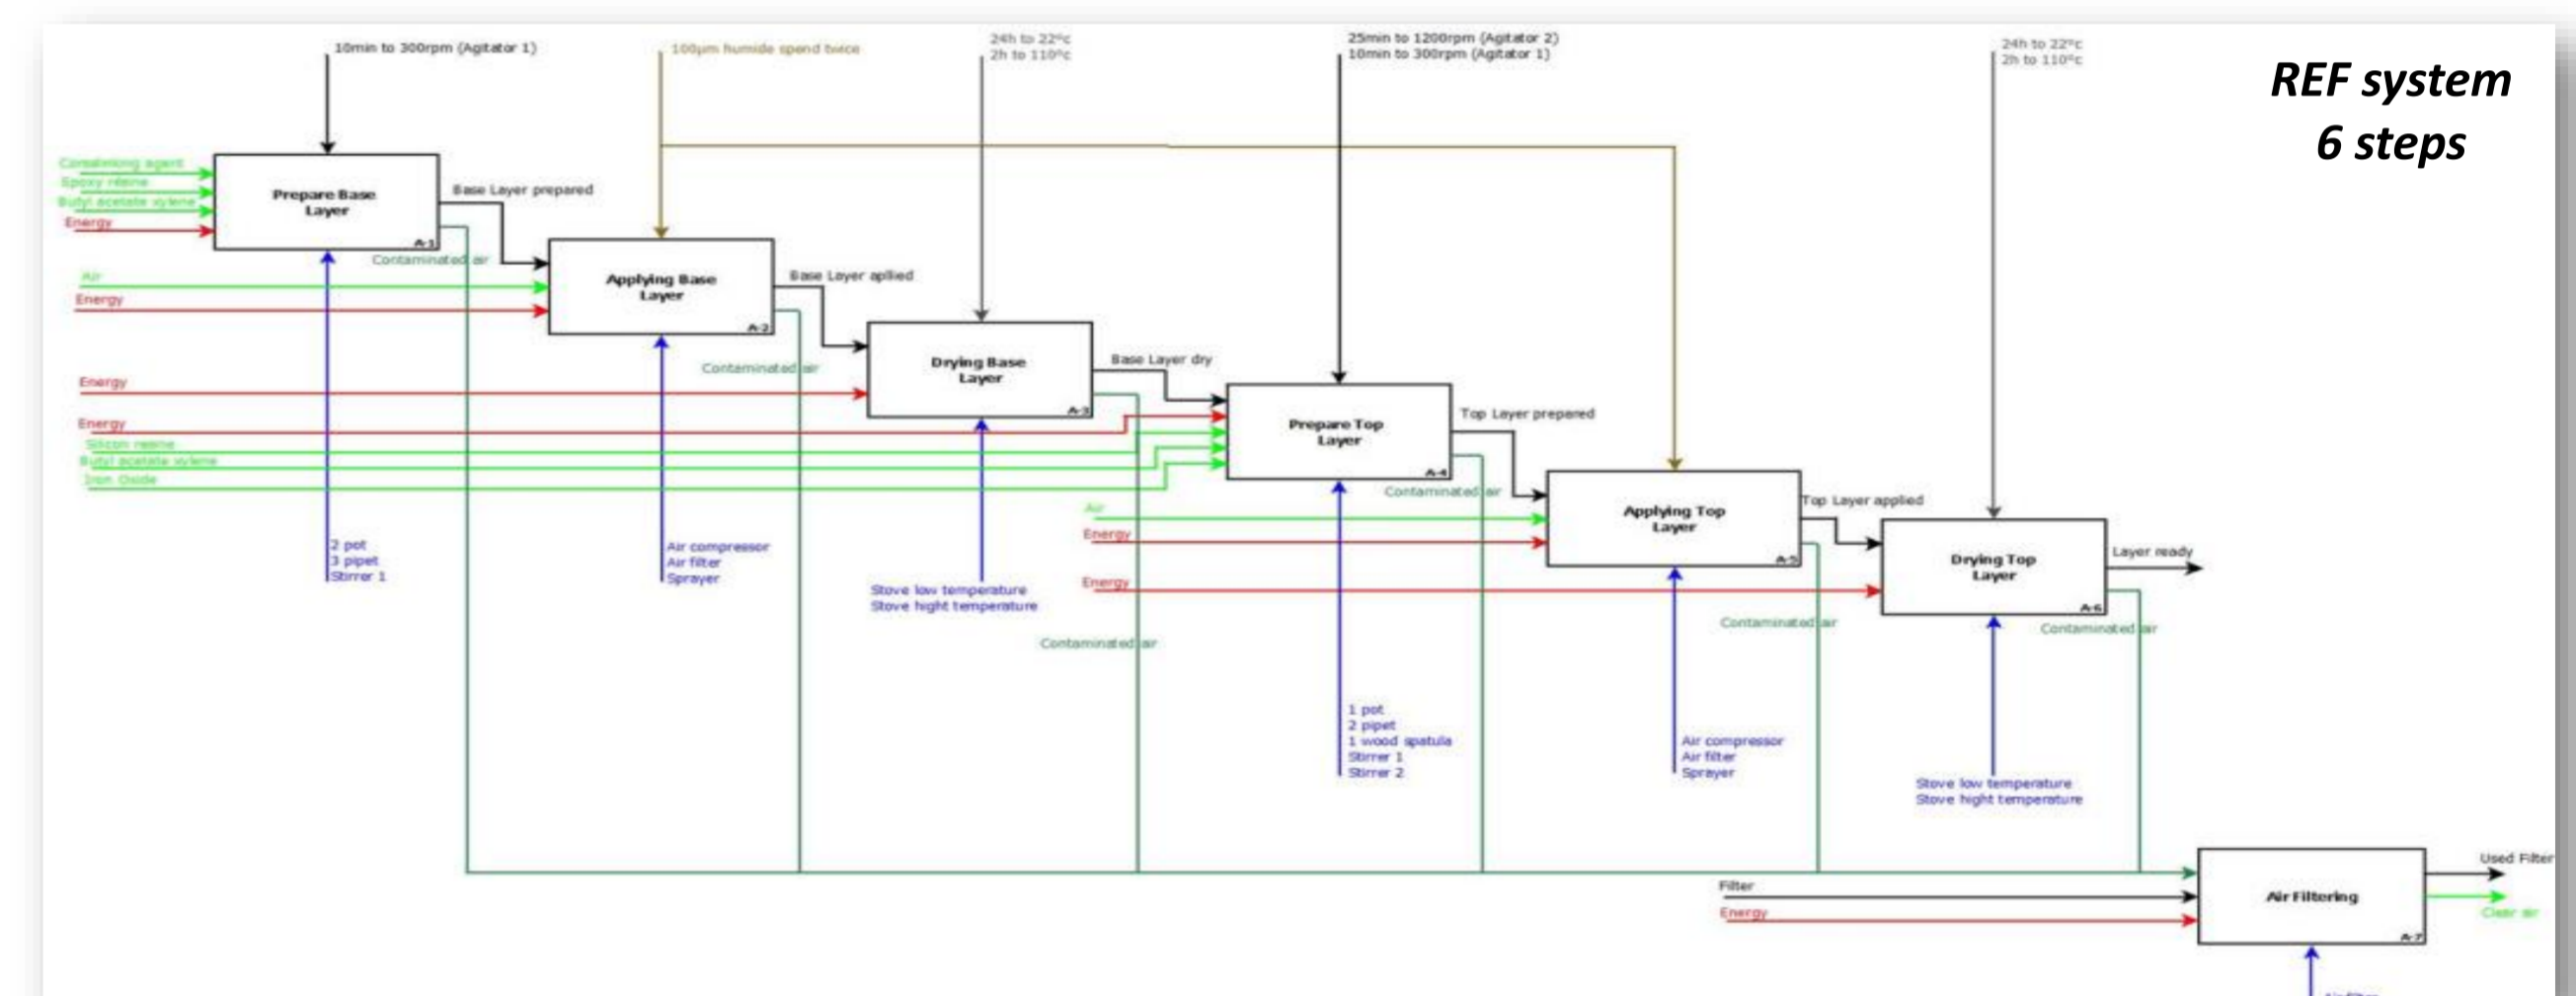 10min to 300rpm (Agitator 1)
100µm humide spend twice
24h to 22°c
2h to 110°c
25min to 1200rpm (Agitator 2)
10min to 300rpm (Agitator 1)
24h to 22°c
2h to 110°c
REF system
6 steps
agent
Epoxy résine
Butyl acetate xylene
Energy
Prepare Base
Layer
A-1
Base Layer prepared
Contaminated air
Air
Energy
Applying Base
Layer
A-2
Base Layer apllied
Contaminated air
Energy
Drying Base
Layer
A-3
Base Layer dry
Energy
Silicon resine
Butyl acetate xylene
Iron Oxide
Prepare Top
Layer
A-4
Top Layer prepared
Contaminated air
Air
Energy
Applying Top
Layer
A-5
Top Layer applied
Energy
Drying Top
Layer
A-6
Layer ready
2 pot
3 pipet
Stirrer 1
Air compressor
Air filter
Sprayer
Stove low temperature
Stove hight temperature
Contaminated air
Contaminated air
Contaminated air
1 pot
2 pipet
1 wood spatula
Stirrer 1
Stirrer 2
Air compressor
Air filter
Sprayer
Stove low temperature
Stove hight temperature
Filter
Energy
Air Filtering
A-7
Used Filter
Clear air